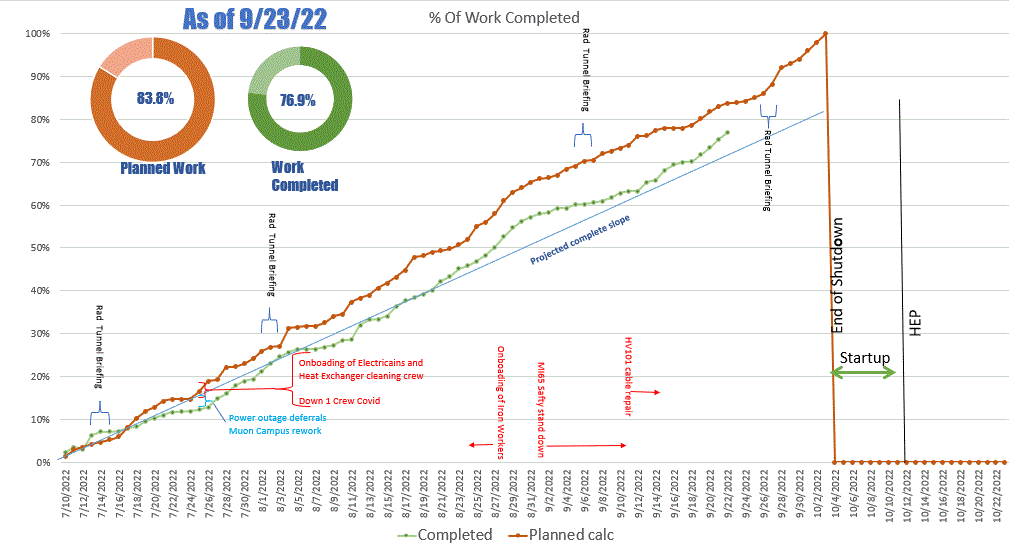 As of 9/23/22
% Of Work Completed
83.8%
Planned Work
76.9%
Work
Completed
100%
90%
80%
70%
60%
50%
40%
30%
20%
10%
0%
Rad Tunnel Briefing
Rad Tunnel Briefing
Rad Tunnel Briefing
Rad Tunnel Briefing
Projected complete slope
Onboading of Electricains and
Heat Exchanger cleaning crew
Down 1 Crew Covid
Power outage deferrals
Muon Campus rework
Onboading of Iron Workers
MI65 Safty stand down
HV101 cable repair
End of Shutdown
Startup
HEP
7/10/2022
7/12/2022
7/14/2022
7/16/2022
7/18/2022
7/20/2022
7/22/2022
7/24/2022
7/26/2022
7/28/2022
7/30/2022
8/1/2022
8/3/2022
8/5/2022
8/7/2022
8/9/2022
8/11/2022
8/13/2022
8/15/2022
8/17/2022
8/19/2022
8/21/2022
8/23/2022
8/25/2022
8/27/2022
8/29/2022
8/31/2022
9/2/2022
9/4/2022
9/6/2022
9/8/2022
9/10/2022
9/12/2022
9/14/2022
9/16/2022
9/18/2022
9/20/2022
9/22/2022
9/24/2022
9/26/2022
9/28/2022
9/30/2022
10/2/2022
10/4/2022
10/6/2022
10/8/2022
10/10/2022
10/12/2022
10/14/2022
10/16/2022
10/18/2022
10/20/2022
10/22/2022
Completed
Planned calc